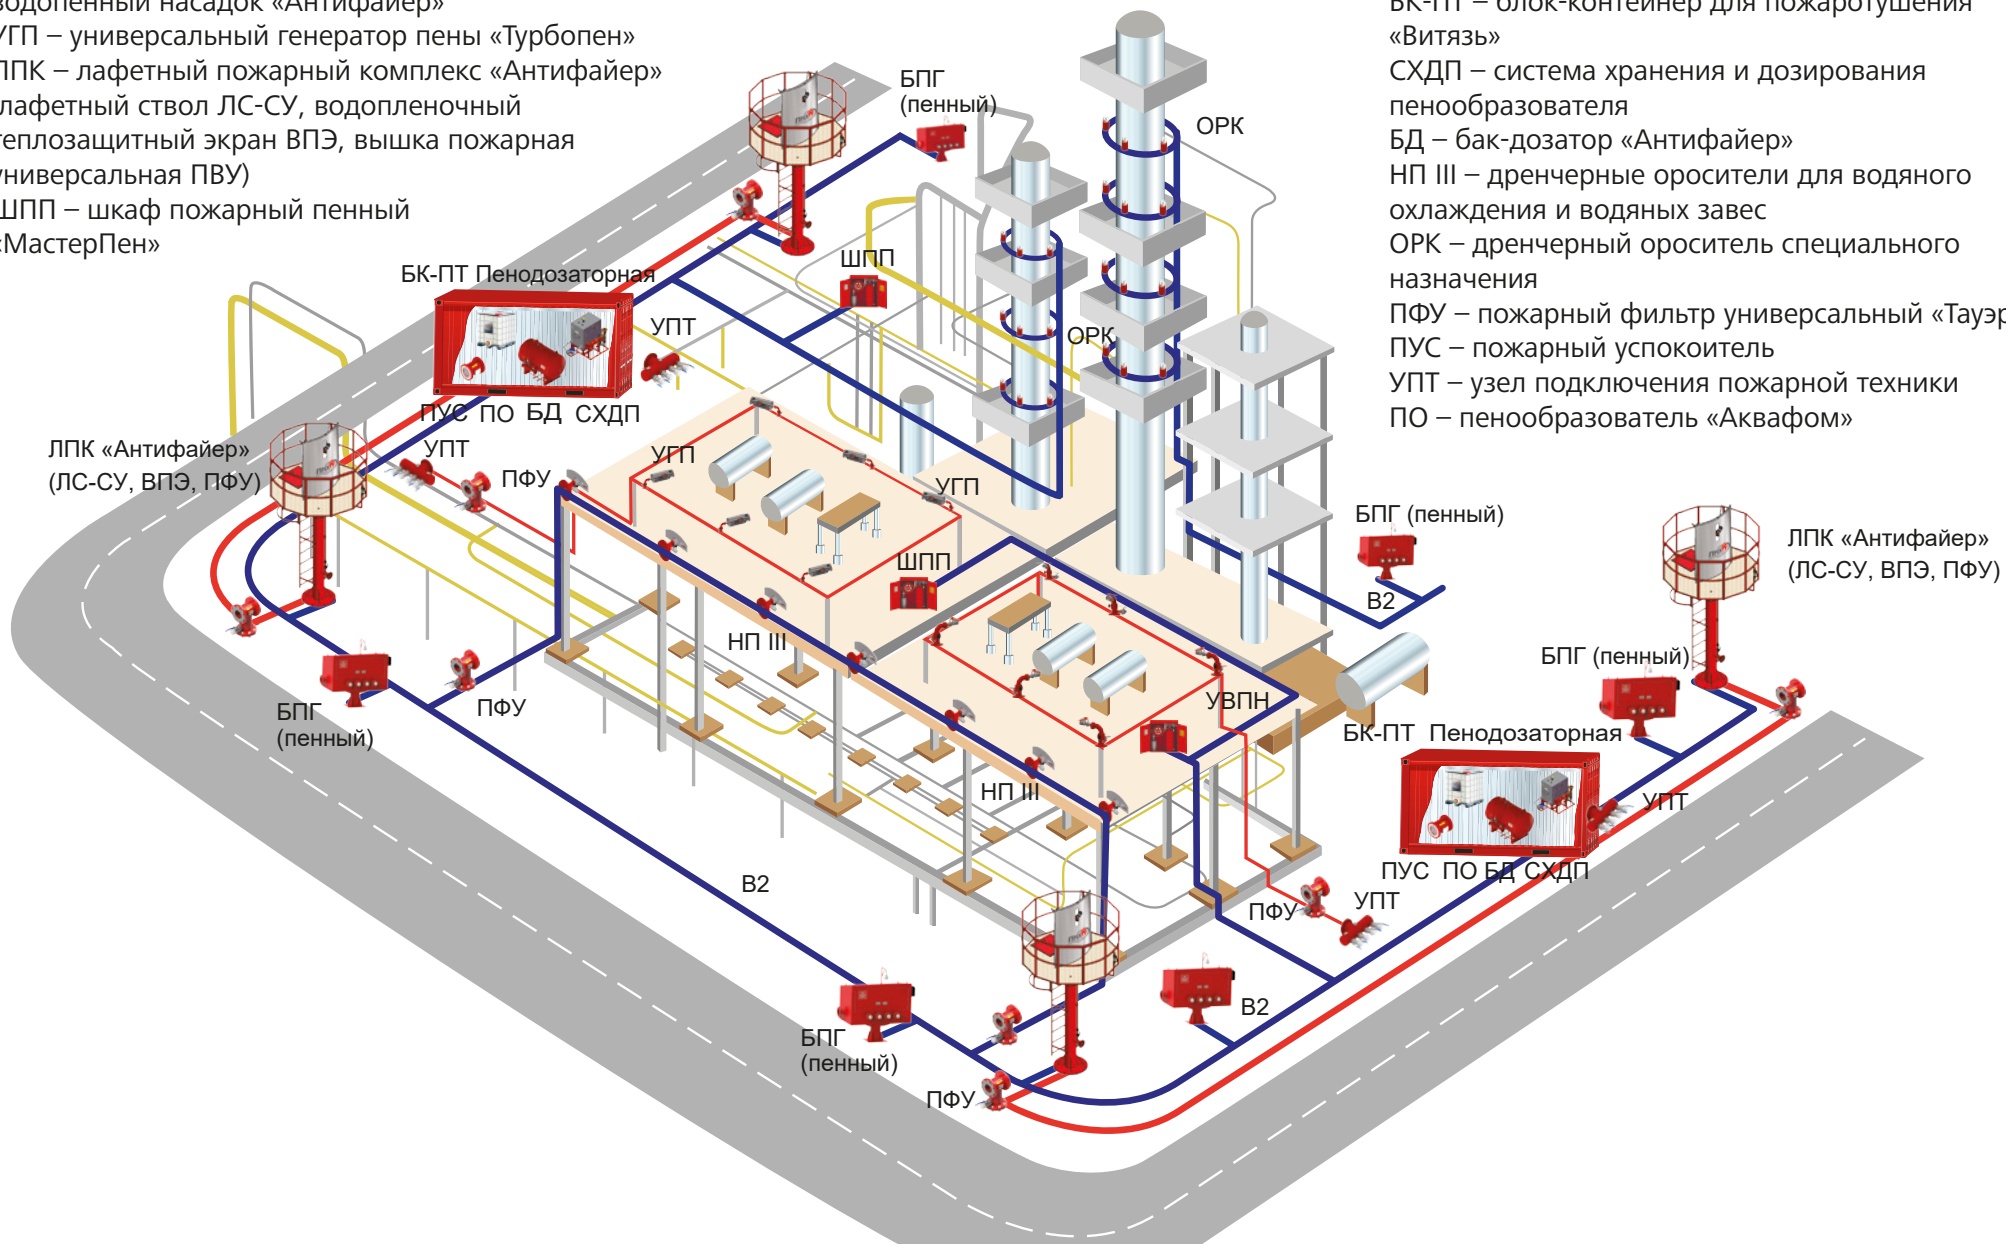 водопенный насадок «Антифайер»
УГП – универсальный генератор пены «Турбопен»
ЛПК – лафетный пожарный комплекс «Антифайер»
лафетный ствол ЛС-СУ, водопленочный
теплозащитный экран ВПЭ, вышка пожарная
универсальная ПВУ)
ШПП – шкаф пожарный пенный
«МастерПен»
БК-ПТ – блок-контейнер для пожаротушения
«Витязь»
СХДП – система хранения и дозирования
пенообразователя
БД – бак-дозатор «Антифайер»
НП III – дренчерные оросители для водяного
охлаждения и водяных завес
ОРК – дренчерный ороситель специального
назначения
ПФУ – пожарный фильтр универсальный «Тауэр
ПУС – пожарный успокоитель
УПТ – узел подключения пожарной техники
ПО – пенообразователь «Аквафом»
БПГ
(пенный)
ОРК
ШПП
БК-ПТ Пенодозаторная
УПТ
ОРК
ПУС ПО БД СХДП
ЛПК «Антифайер»
(ЛС-СУ, ВПЭ, ПФУ)
УПТ
ПФУ
УГП
УГП
БПГ (пенный)
ЛПК «Антифайер»
(ЛС-СУ, ВПЭ, ПФУ)
ШПП
В2
НП III
БПГ (пенный)
УВПН
ПФУ
БПГ
(пенный)
БК-ПТ Пенодозаторная
НП III
УПТ
ПУС ПО БД СХДП
В2
ПФУ
УПТ
В2
БПГ
(пенный)
ПФУ